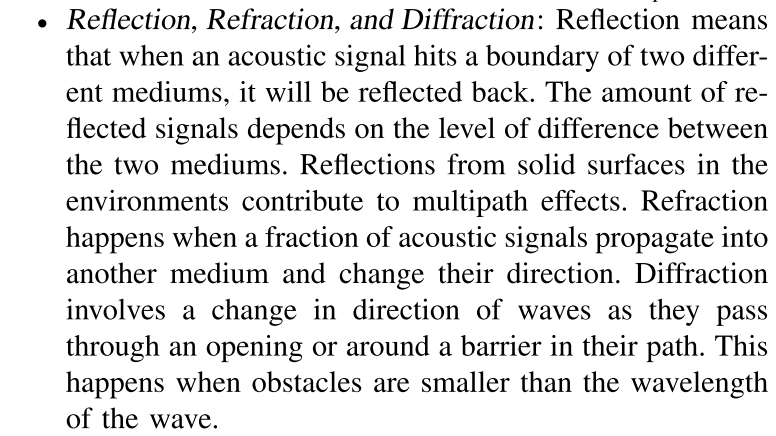 • Reflection, Refraction, and Diffraction: Reflection means
that when an acoustic signal hits a boundary of two differ-
ent mediums, it will be reflected back. The amount of re-
flected signals depends on the level of difference between
the two mediums. Reflections from solid surfaces in the
environments contribute to multipath effects. Refraction
happens when a fraction of acoustic signals propagate into
another medium and change their direction. Diffraction
involves a change in direction of waves as they pass
through an opening or around a barrier in their path. This
happens when obstacles are smaller than the wavelength
of the wave.